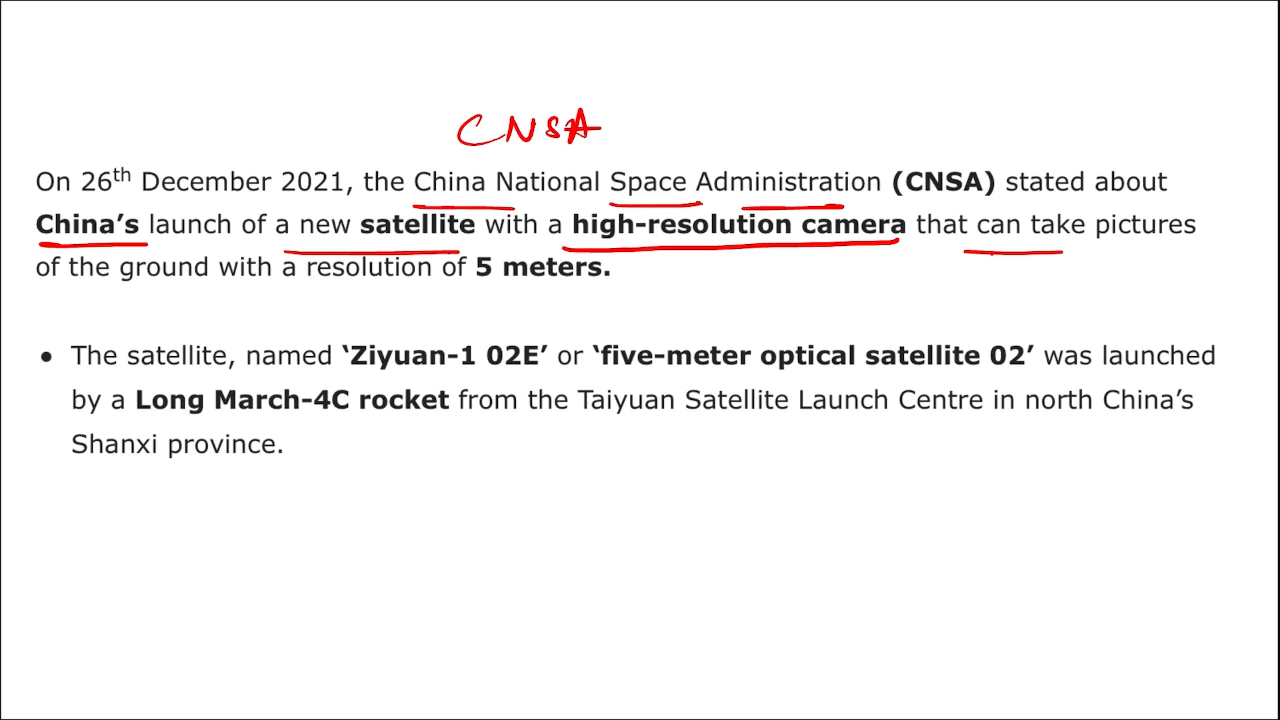 CNSA
On 26th December 2021, the China National Space Administration (CNSA) stated about
China’s launch of a new satellite with a high-resolution camera that can take pictures
of the ground with a resolution of 5 meters.
• The satellite, named ‘Ziyuan-1 02E’ or ‘five-meter optical satellite 02’ was launched
by a Long March-4C rocket from the Taiyuan Satellite Launch Centre in north China’s
Shanxi province.